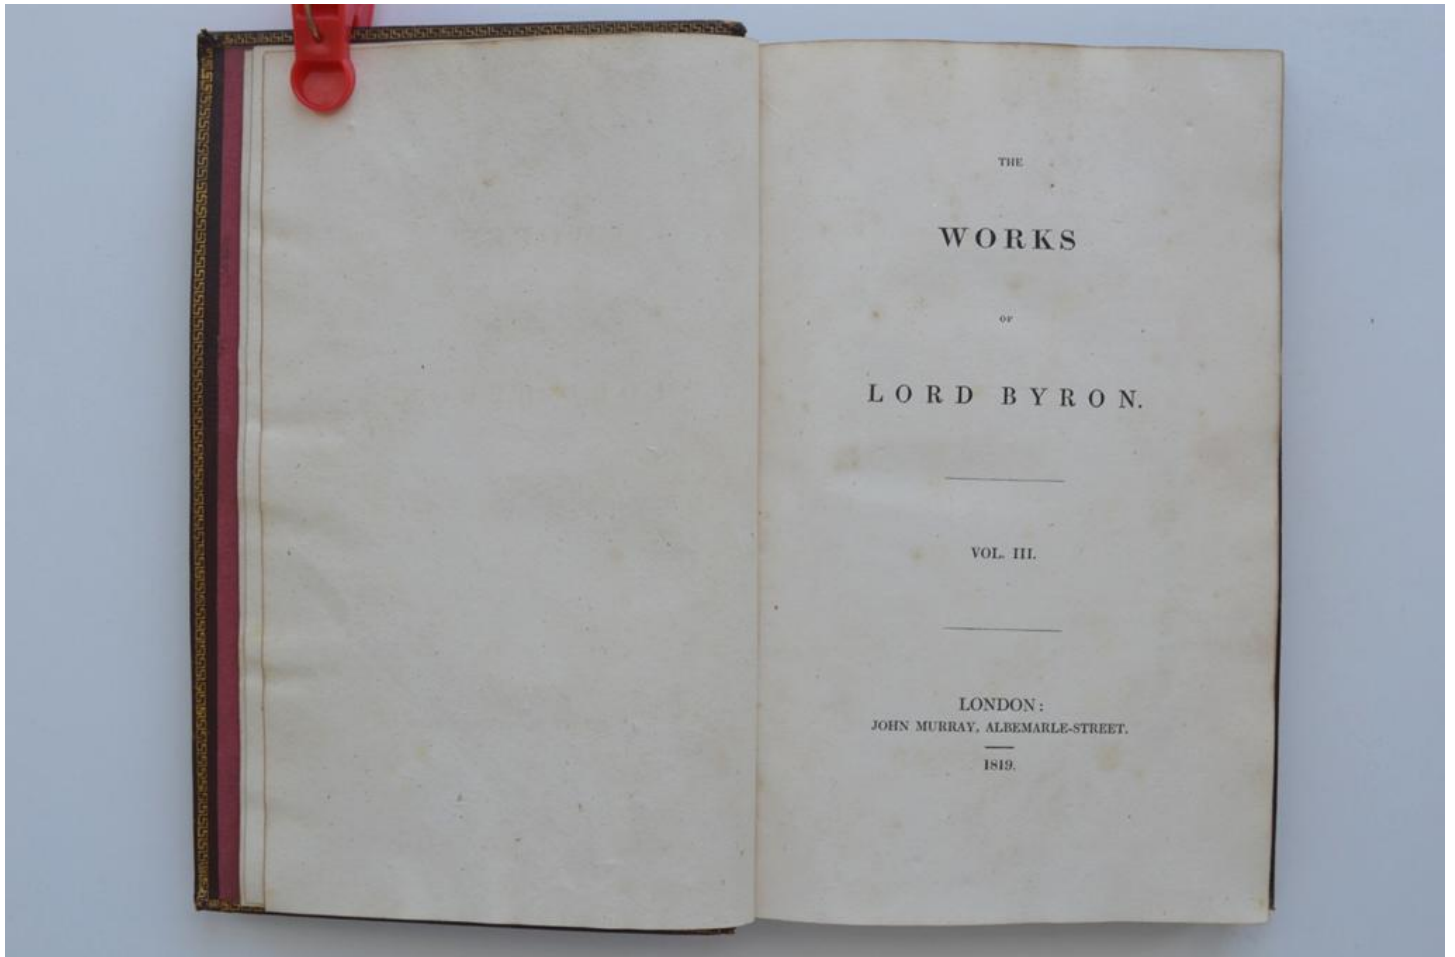 THE
WORKS
OF
LORD BYRON.
VOL. III.
LONDON:
JOHN MURRAY, ALBEMARLE-STREET.
1819.